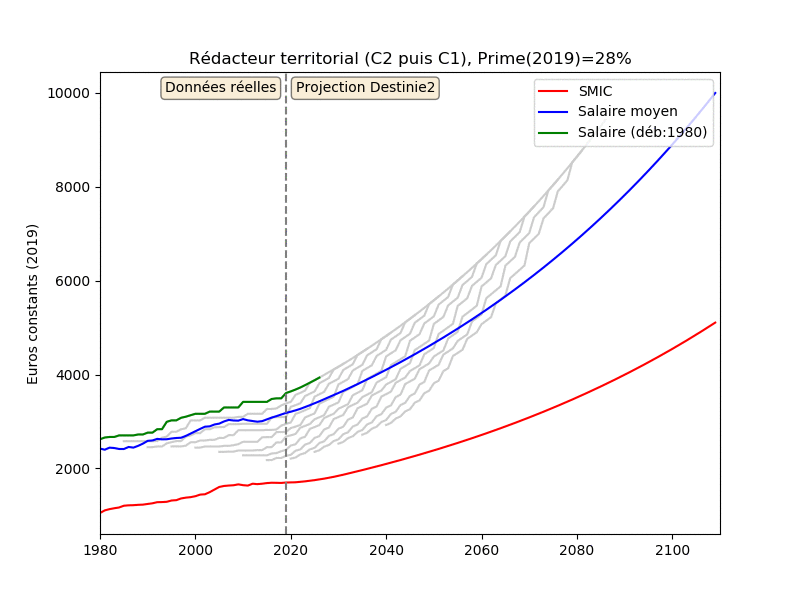 Rédacteur territorial (C2 puis C1), Prime(2019)=28%
Données réelles
Projection Destinie2
SMIC
Salaire moyen
Salaire (déb:1980)
Euros constants (2019)
10000
8000
6000
4000
2000
1980
2000
2020
2040
2060
2080
2100